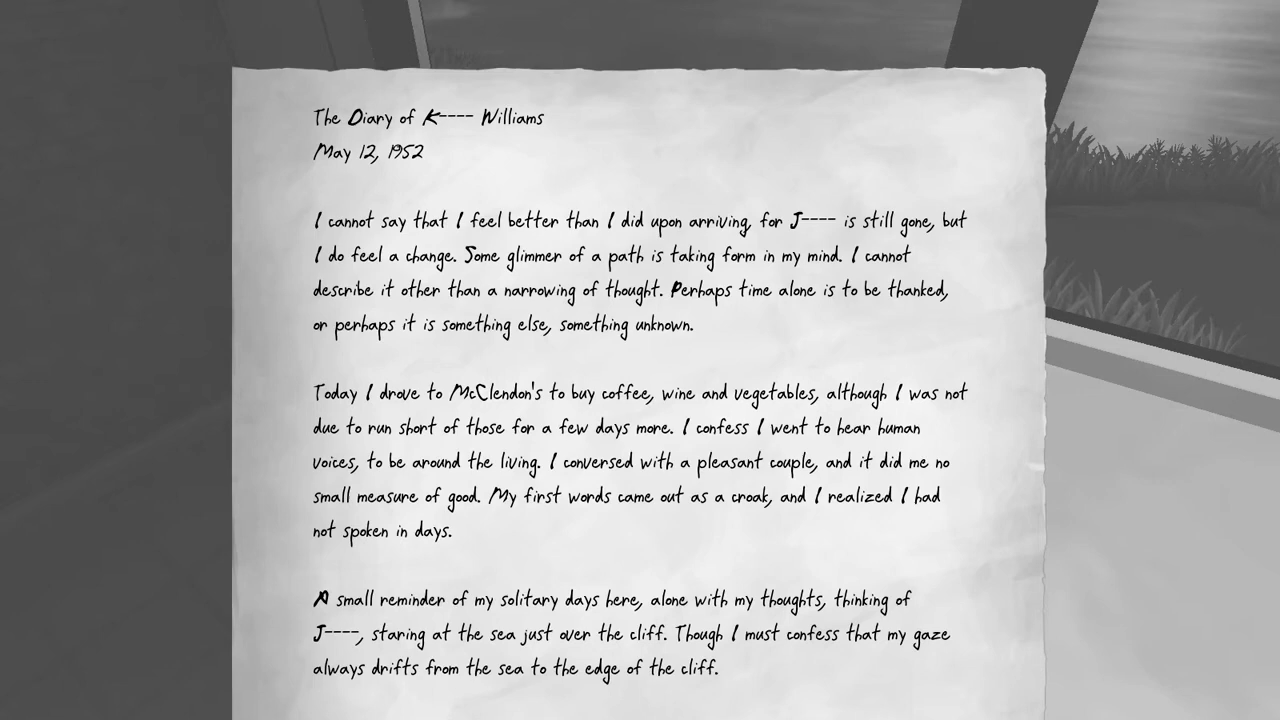 The Diary of K---- Williams
May 12, 1952
I cannot say that I feel better than I did upon arriving, for J---- is still gone, but
I do feel a change. Some glimmer of a path is taking form in my mind. I cannot
describe it other than a narrowing of thought. Perhaps time alone is to be thanked,
or perhaps it is something else, something unknown.
Today I drove to McClendon's to buy coffee, wine and vegetables, although I was not
due to run short of those for a few days more. I confess I went to hear human
voices, to be around the living. I conversed with a pleasant couple, and it did me no
small measure of good. My first words came out as a croak, and I realized I had
not spoken in days.
A small reminder of my solitary days here, alone with my thoughts, thinking of
J----, staring at the sea just over the cliff. Though I must confess that my gaze
always drifts from the sea to the edge of the cliff.